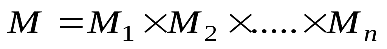 M = M₁ × M₂ × ..... × Mₙ